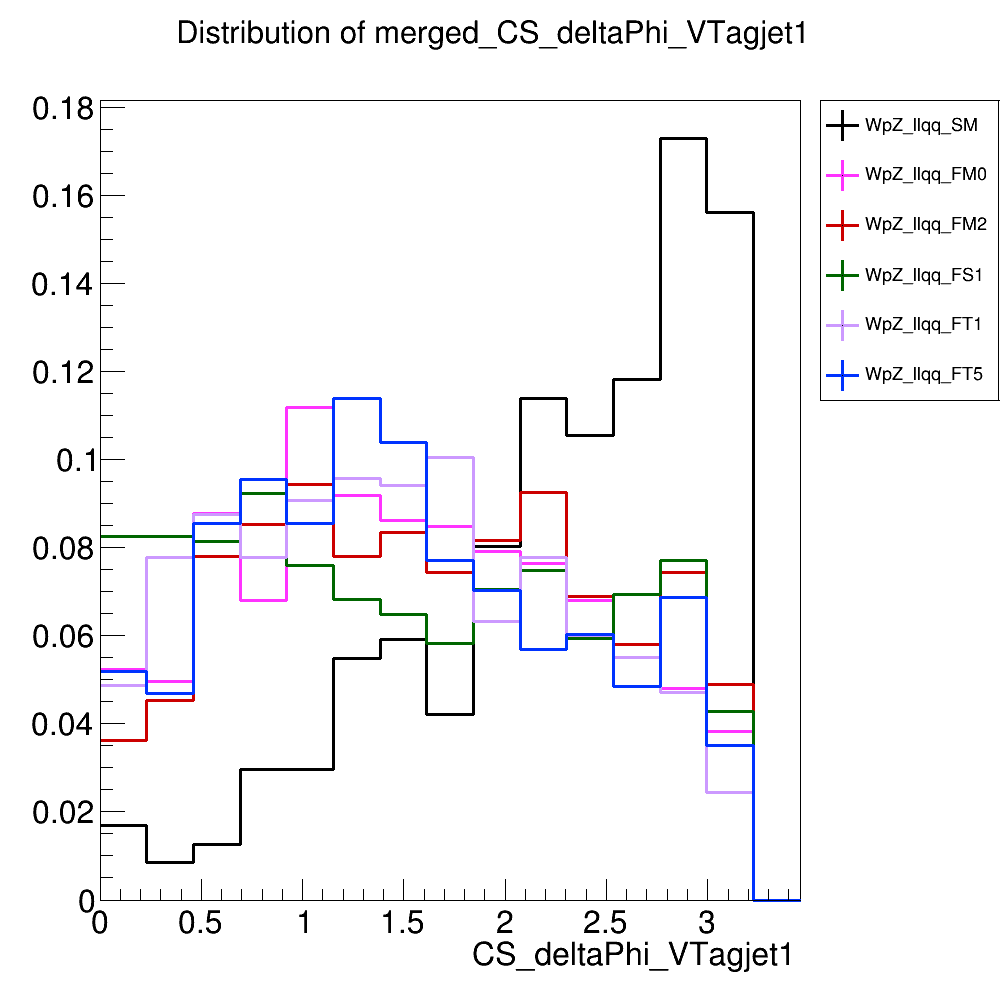 Distribution of merged_CS_deltaPhi_VTagjet1
0.18
0.16
0.14
0.12
0.1
0.08
0.06
0.04
0.02
0
0 0.5 1 1.5 2 2.5 3
CS_deltaPhi_VTagjet1
WpZ_llqq_SM
WpZ_llqq_FM0
WpZ_llqq_FM2
WpZ_llqq_FS1
WpZ_llqq_FT1
WpZ_llqq_FT5